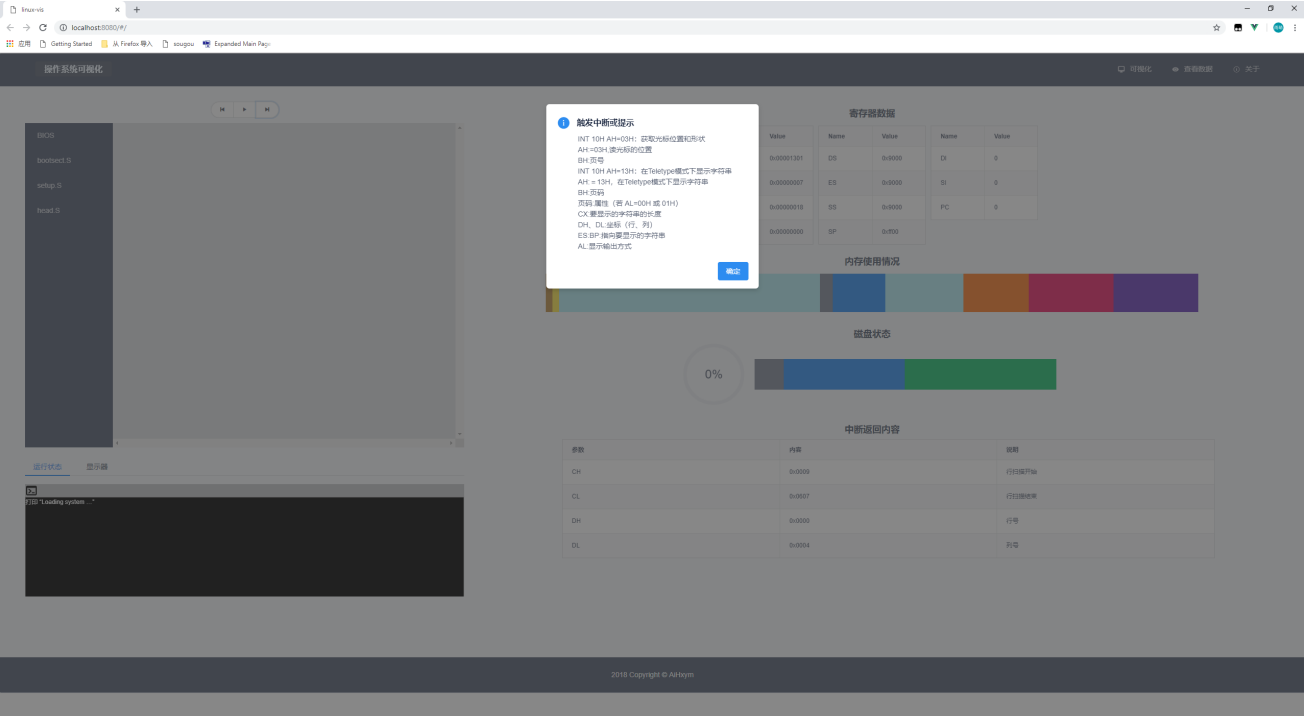 linux-vis
localhost:8080/#/
应用 Getting Started 从 Firefox 导入 sougou Expanded Main Page
操作系统可视化 可视化 关于
触发中断或提示
INT 10H AH=03H：获取光标位置和形状
AH:=03H,读光标的位置
BH:页号
INT 10H AH=13H：在Teletype模式下显示字符串
AH: = 13H，在Teletype模式下显示字符串
BH:页码
页码.属性（若 AL=00H 或 01H）
CX:要显示的字符串的长度
DH、DL:坐标（行、列）
ES:BP:指向要显示的字符串
AL:显示输出方式
确定
BIOS
bootsect.S
setup.S
head.S
寄存器数据
Value Name Value Name Value
0x00001301 DS 0x9000 DI 0
0x00000007 ES 0x9000 SI 0
0x00000018 SS 0x9000 PC 0
0x00000000 SP 0xff00
内存使用情况
磁盘状态
0%
中断返回内容
参数 内容 说明
CH 0x0000 行扫描开始
CL 0x0607 行扫描结束
DH 0x0000 行号
DL 0x0004 列号
运行状态 显示器
打印 "Loading system ..."
2018 Copyright © AiHxym